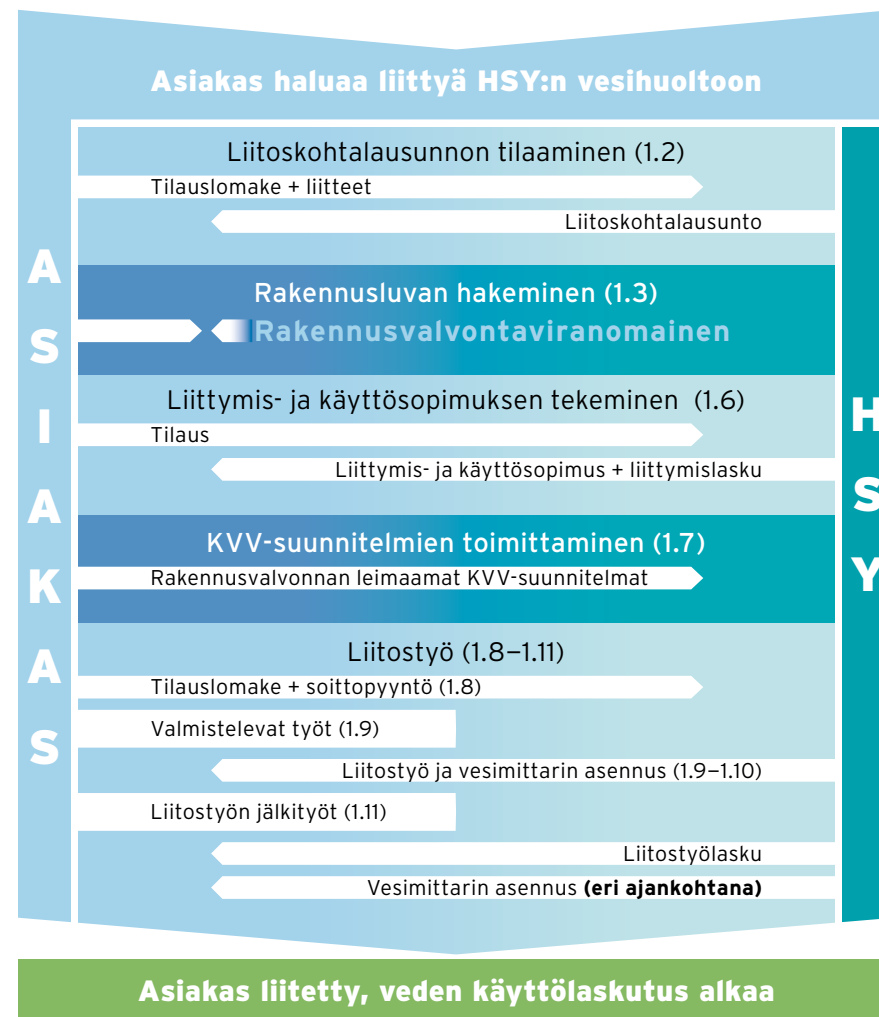 Asiakas haluaa liittyä HSY:n vesihuoltoon
ASIAKAS
Liitoskohtalausunnon tilaaminen (1.2)
Tilauslomake + liitteet
Liitoskohtalausunto
Rakennusluvan hakeminen (1.3)
Rakennusvalvontaviranomainen
Liittymis- ja käyttösopimuksen tekeminen (1.6)
Tilaus
Liittymis- ja käyttösopimus + liittymislasku
KVV-suunnitelmien toimittaminen (1.7)
Rakennusvalvonnan leimaamat KVV-suunnitelmat
Liitostyö (1.8–1.11)
Tilauslomake + soittopyyntö (1.8)
Valmistelevat työt (1.9)
Liitostyö ja vesimittarin asennus (1.9–1.10)
Liitostyön jälkityöt (1.11)
Liitostyölasku
Vesimittarin asennus (eri ajankohtana)
HSY
Asiakas liitetty, veden käyttölaskutus alkaa